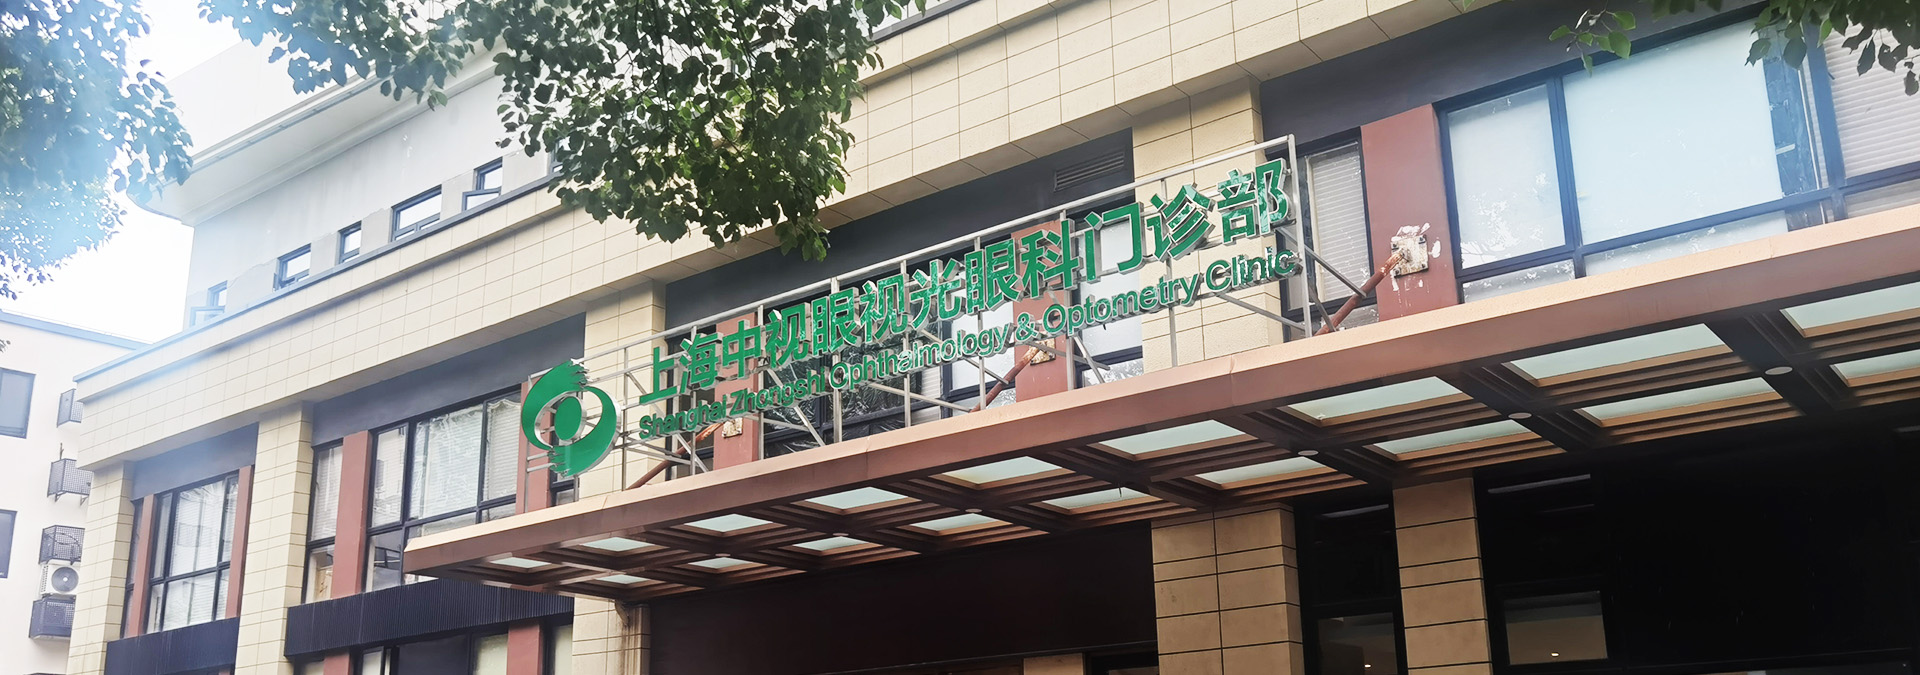 上海中视眼视光眼科门诊部
Shanghai Zhongshi Ophthalmology & Optometry Clinic